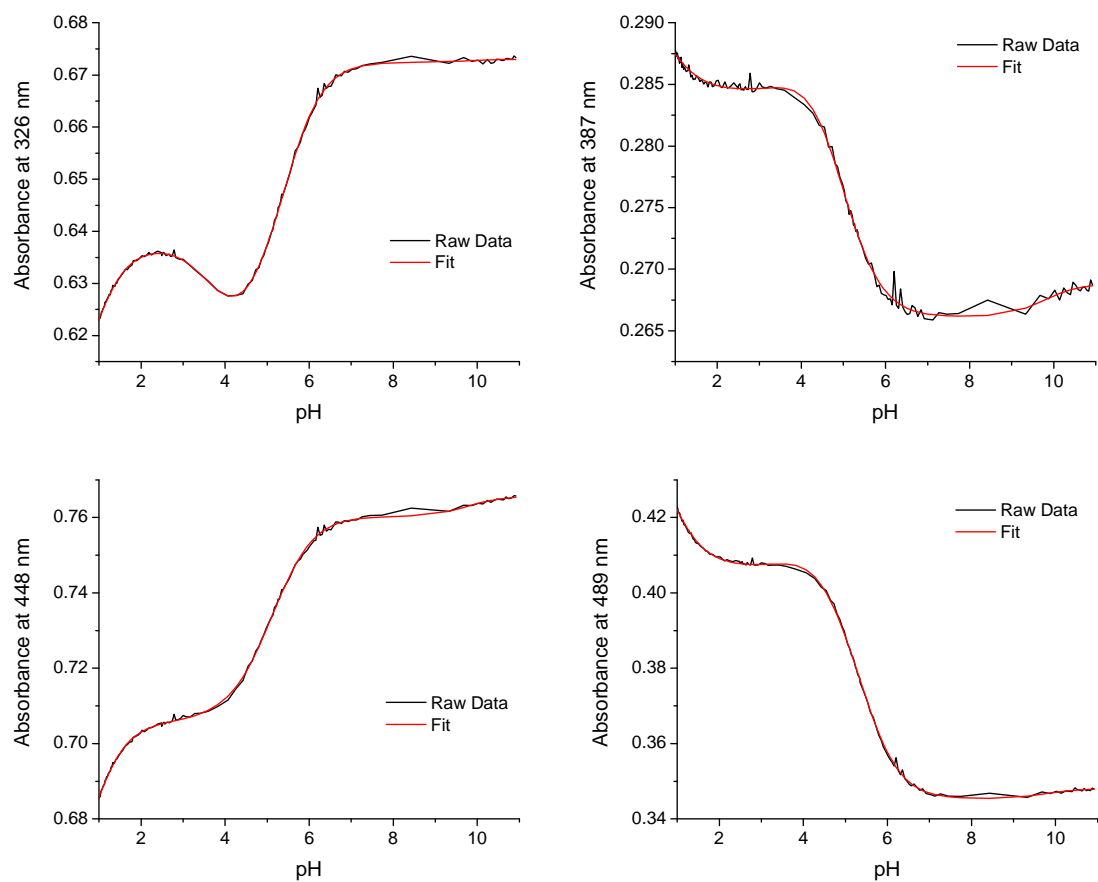 Absorbance at 326 nm
0.68
0.67
0.66
0.65
0.64
0.63
0.62
2 4 6 8 10
pH
Raw Data
Fit
Absorbance at 387 nm
0.290
0.285
0.280
0.275
0.270
0.265
2 4 6 8 10
pH
Raw Data
Fit
Absorbance at 448 nm
0.76
0.74
0.72
0.70
0.68
2 4 6 8 10
pH
Raw Data
Fit
Absorbance at 489 nm
0.42
0.40
0.38
0.36
0.34
2 4 6 8 10
pH
Raw Data
Fit